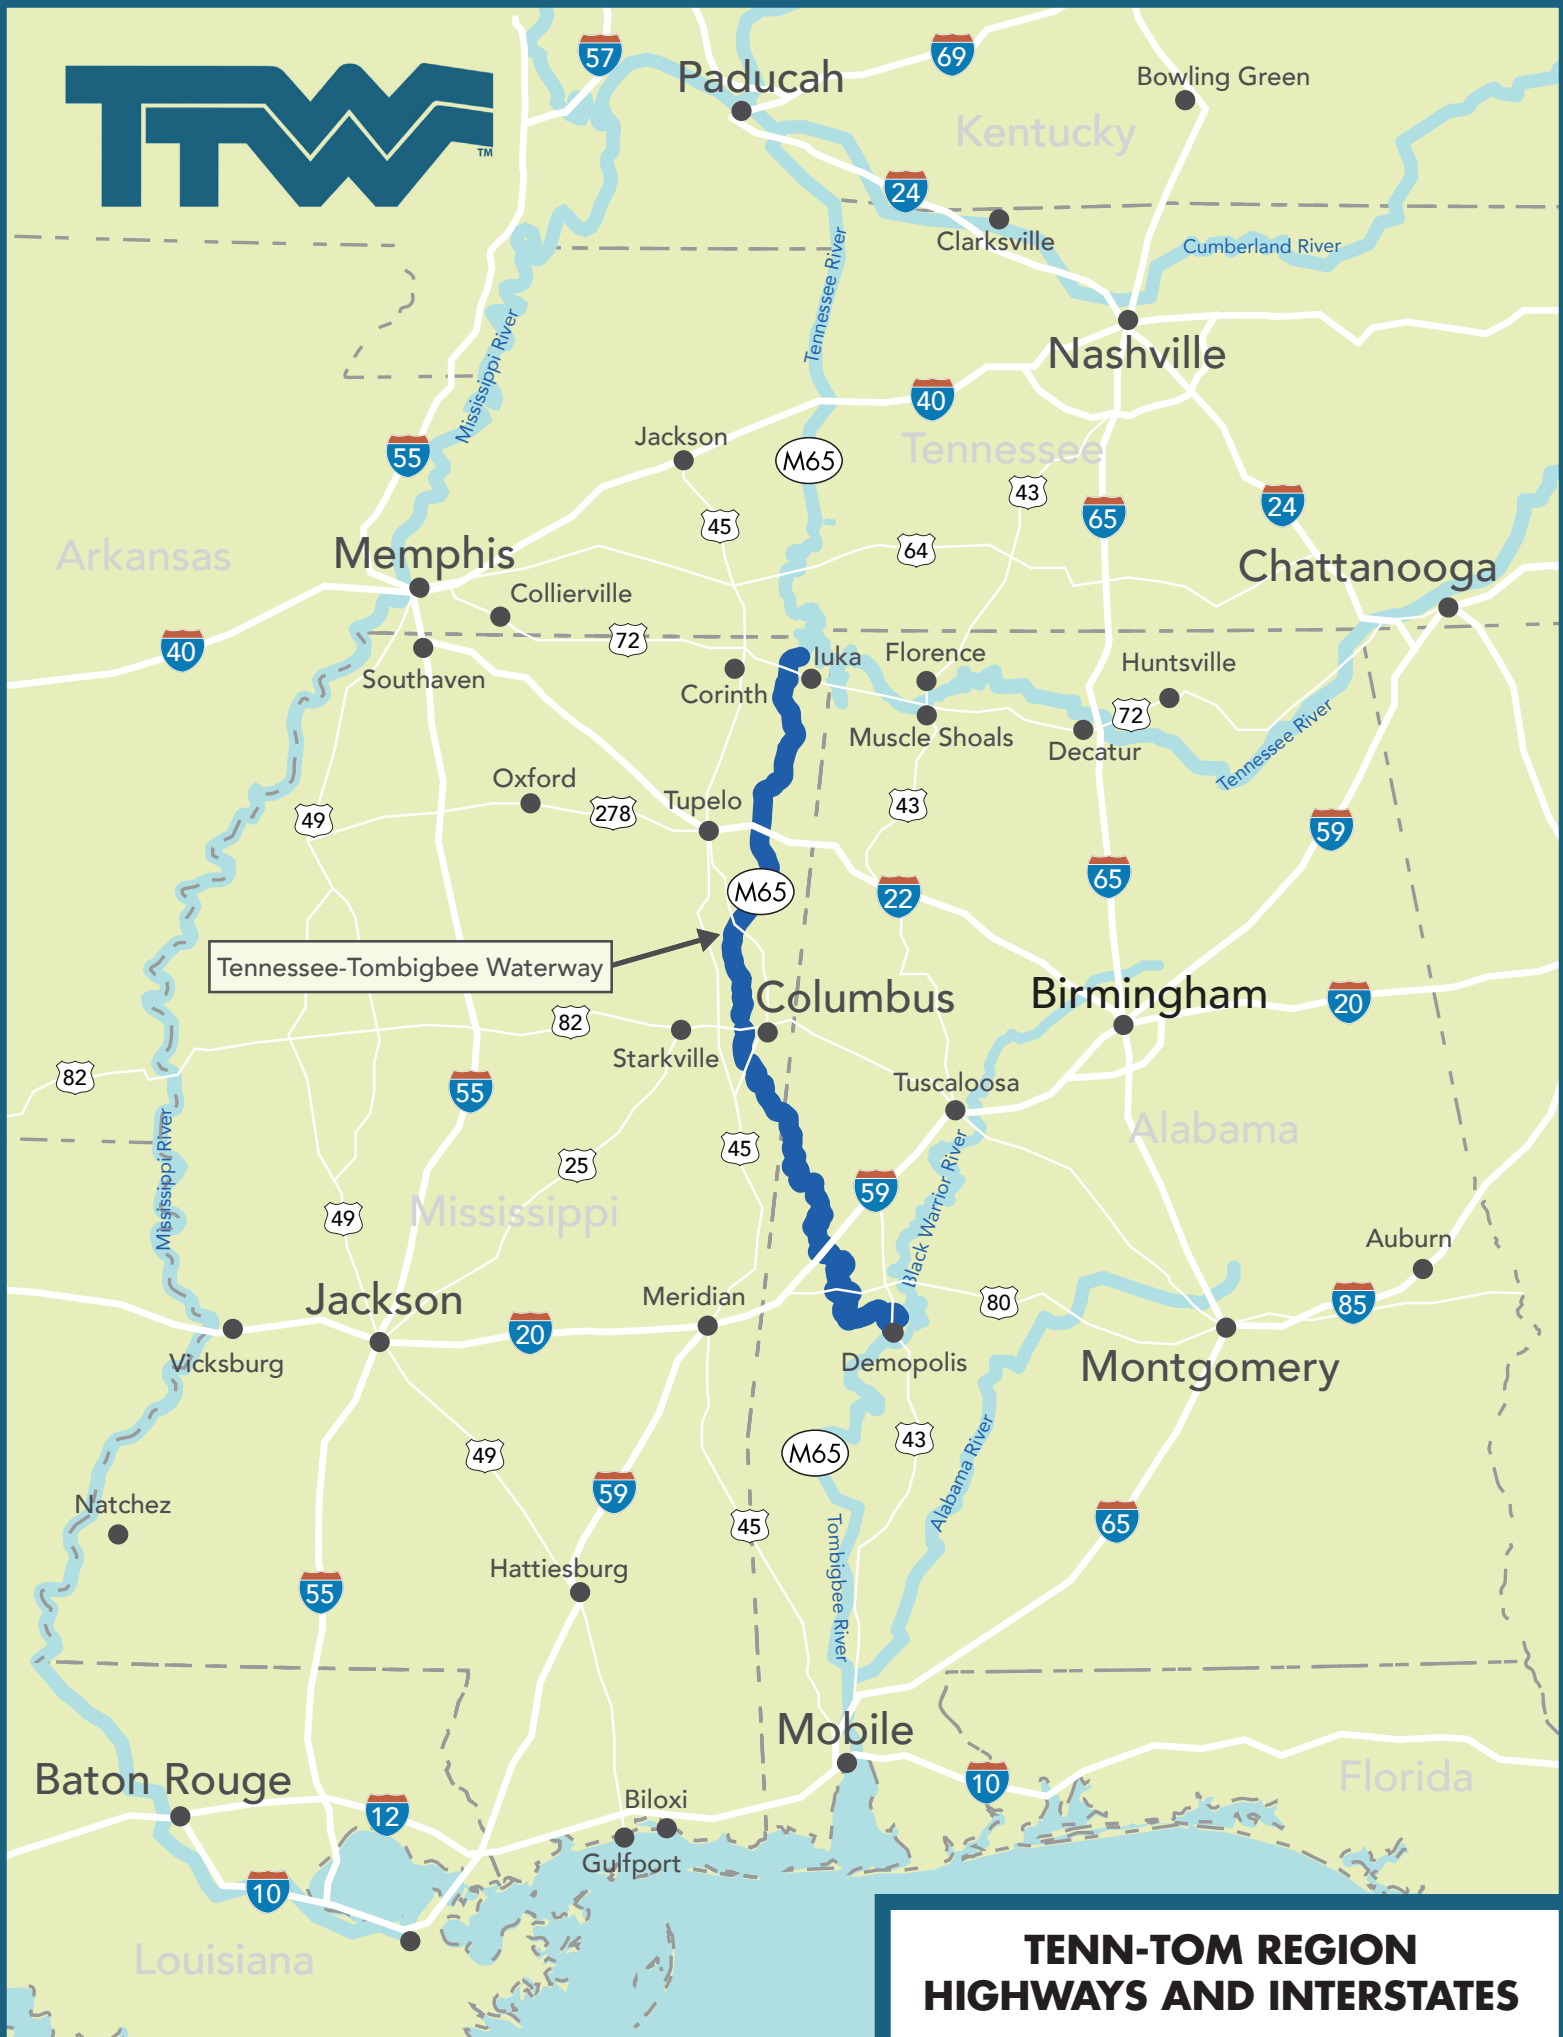 57
Paducah
69
Bowling Green
TTW
TM
Kentucky
24
Clarksville
Cumberland River
Tennessee River
Mississippi River
Nashville
40
Jackson
55
M65
Tennessee
43
45
65
24
Arkansas
Memphis
64
Chattanooga
Collierville
40
72
Southaven
Iuka
Florence
Corinth
Huntsville
72
Muscle Shoals
Decatur
Tennessee River
Oxford
278
Tupelo
49
43
59
65
M65
22
Tennessee-Tombigbee Waterway
Columbus
Birmingham
20
82
Starkville
82
55
Tuscaloosa
Alabama
Mississippi River
45
25
59
Black Warrior River
49
Mississippi
Auburn
Jackson
Meridian
80
85
20
Vicksburg
Demopolis
Montgomery
43
M65
49
59
Alabama River
Natchez
45
65
Tombigbee River
Hattiesburg
55
Mobile
Baton Rouge
10
Florida
Biloxi
12
Gulfport
10
Louisiana
TENN-TOM REGION
HIGHWAYS AND INTERSTATES